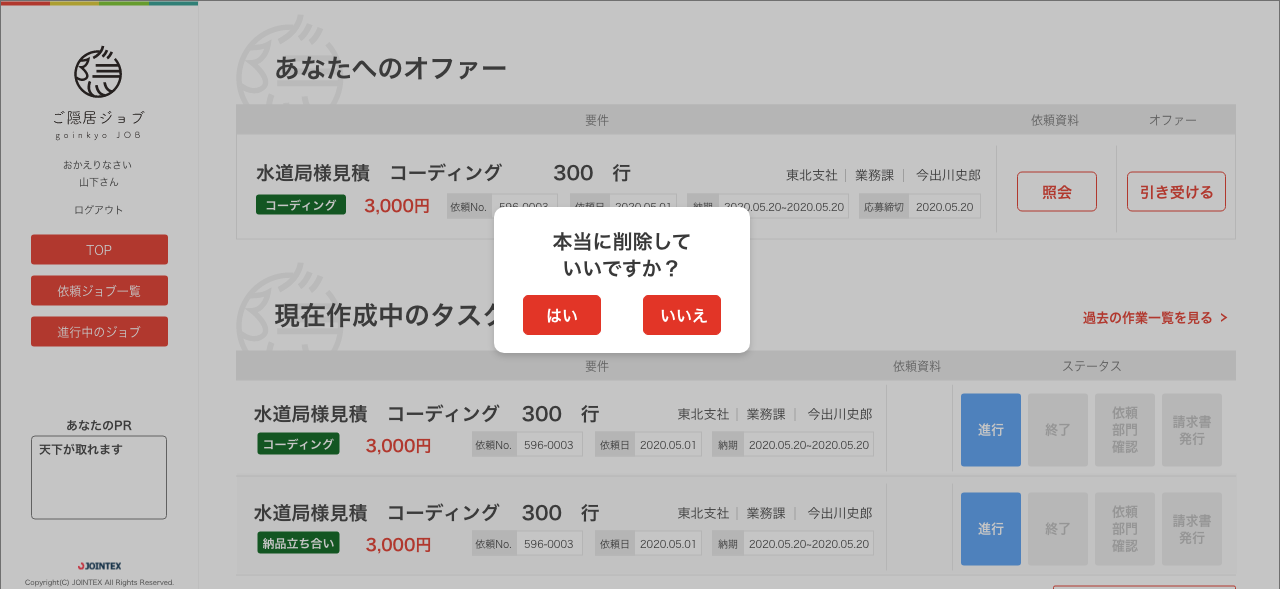 ご隠居ジョブ
goinkyo JOB
おかえりなさい
山下さん
ログアウト
TOP
依頼ジョブ一覧
進行中のジョブ
あなたのPR
天下が取れます
JOINTEX
Copyright(C) JOINTEX All Rights Reserved.
あなたへのオファー
要件 依頼資料 オファー
水道局様見積 コーディング 300 行 東北支社 | 業務課 | 今出川史郎
コーディング 3,000円 依頼No. 596-0003 依頼日 2020.05.01 納期 2020.05.20~2020.05.20 応募締切 2020.05.20
照会
引き受ける
本当に削除して
いいですか？
はい いいえ
現在作成中のタスク
過去の作業一覧を見る >
要件 依頼資料 ステータス
水道局様見積 コーディング 300 行 東北支社 | 業務課 | 今出川史郎
コーディング 3,000円 依頼No. 596-0003 依頼日 2020.05.01 納期 2020.05.20~2020.05.20
進行
終了
依頼
部門
確認
請求書
発行
水道局様見積 コーディング 300 行 東北支社 | 業務課 | 今出川史郎
納品立ち合い 3,000円 依頼No. 596-0003 依頼日 2020.05.01 納期 2020.05.20~2020.05.20
進行
終了
依頼
部門
確認
請求書
発行